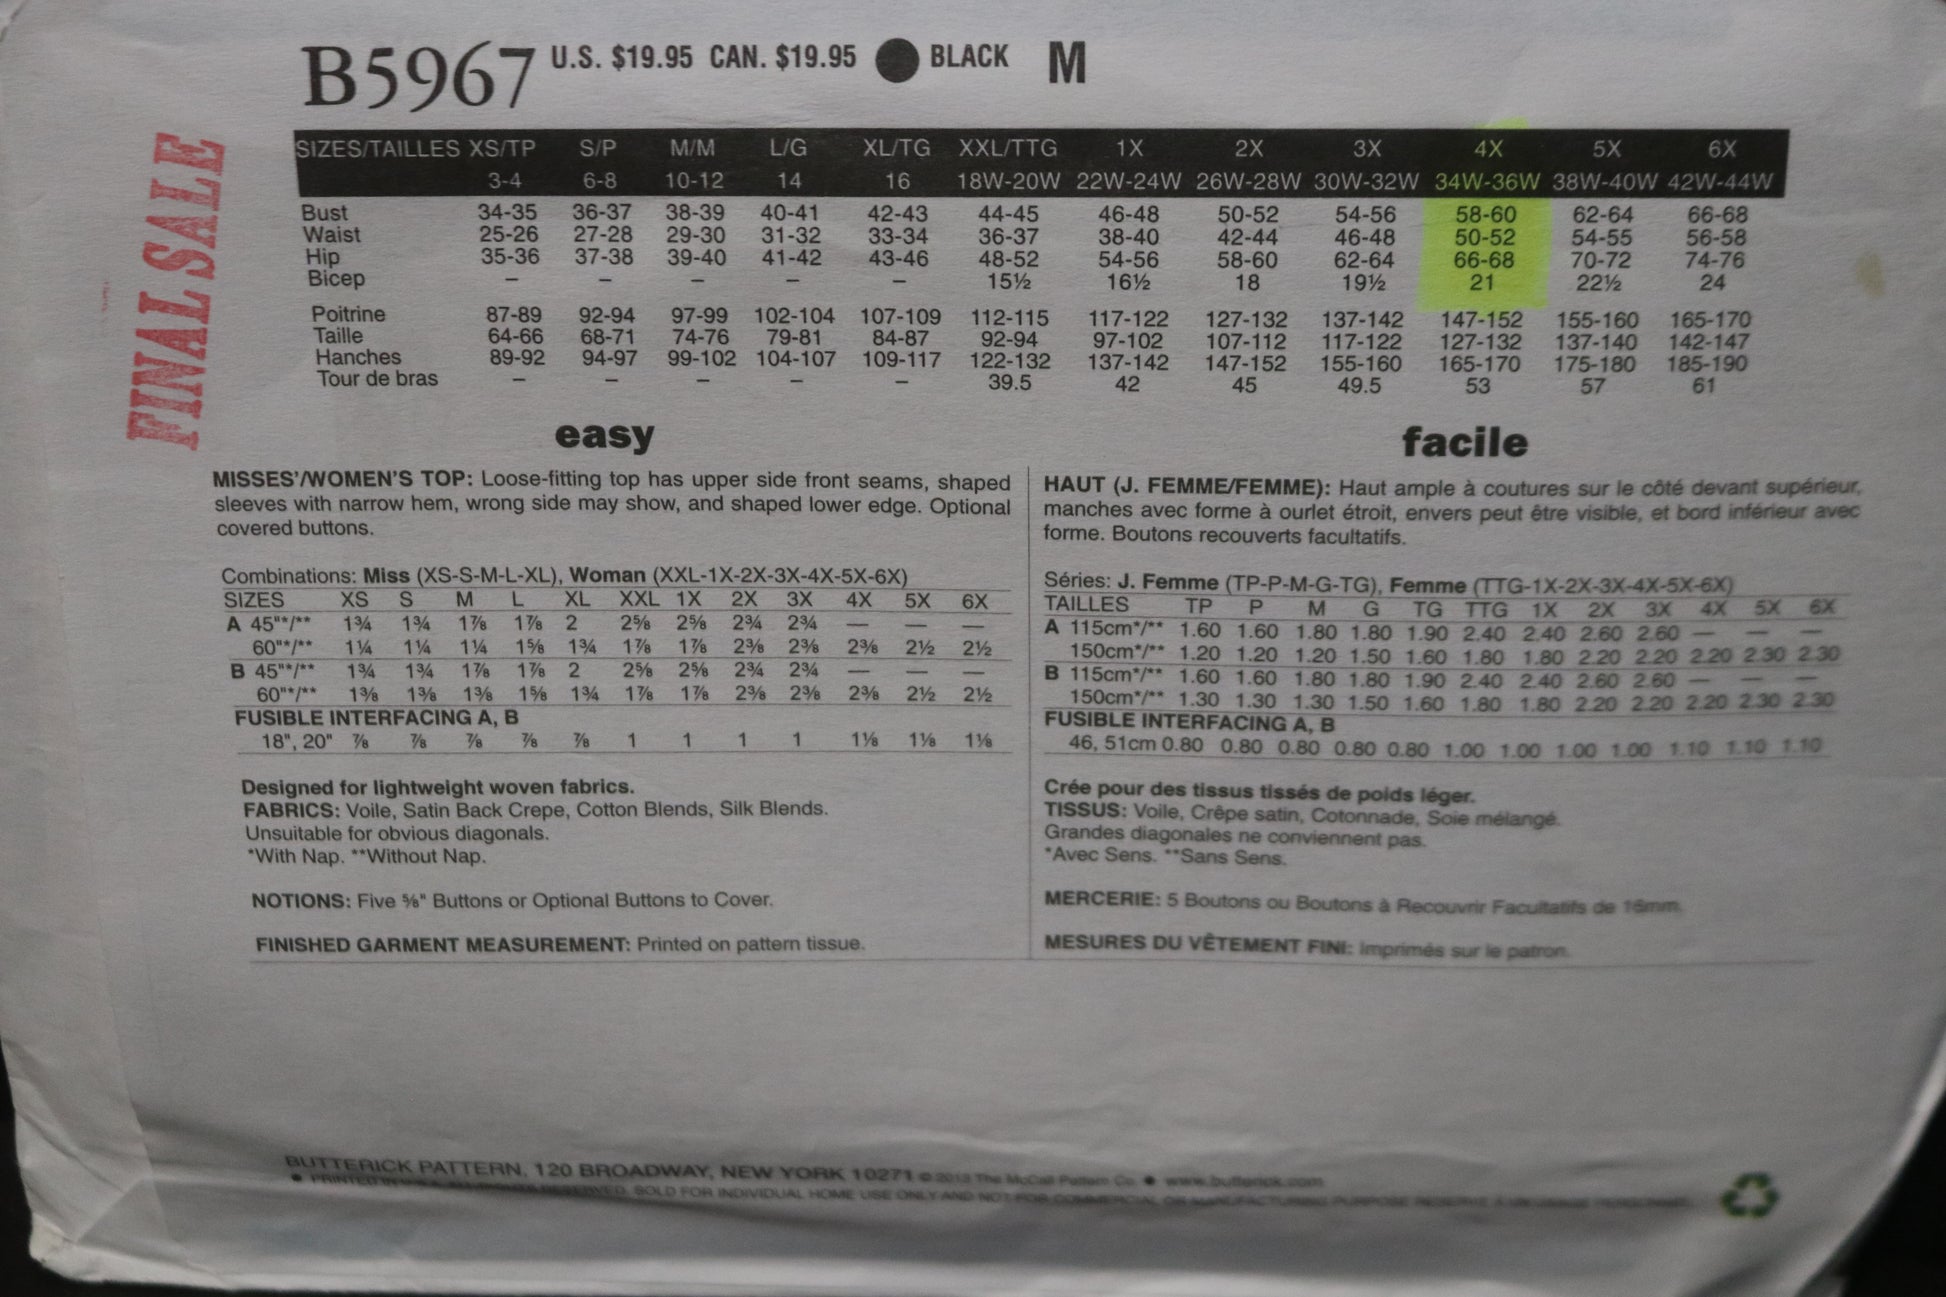 B5967 U.S. $19.95 CAN. $19.95 ● BLACK M
FINAL SALE
SIZES/TAILLES XS/TP S/P M/M L/G XL/TG XXL/TTG 1X 2X 3X 4X 5X 6X
3-4 6-8 10-12 14 16 18W-20W 22W-24W 26W-28W 30W-32W 34W-36W 38W-40W 42W-44W
Bust 34-35 36-37 38-39 40-41 42-43 44-45 46-48 50-52 54-56 58-60 62-64 66-68
Waist 25-26 27-28 29-30 31-32 33-34 36-37 38-40 42-44 46-48 50-52 54-55 56-58
Hip 35-36 37-38 39-40 41-42 43-46 48-52 54-56 58-60 62-64 66-68 70-72 74-76
Bicep – – – – – 15½ 16½ 18 19½ 21 22½ 24
Poitrine 87-89 92-94 97-99 102-104 107-109 112-115 117-122 127-132 137-142 147-152 155-160 165-170
Taille 64-66 68-71 74-76 79-81 84-87 92-94 97-102 107-112 117-122 127-132 137-140 142-147
Hanches 89-92 94-97 99-102 104-107 109-117 122-132 137-142 147-152 155-160 165-170 175-180 185-190
Tour de bras – – – – – 39.5 42 45 49.5 53 57 61
easy
MISSES'/WOMEN'S TOP: Loose-fitting top has upper side front seams, shaped
sleeves with narrow hem, wrong side may show, and shaped lower edge. Optional
covered buttons.
Combinations: Miss (XS-S-M-L-XL), Woman (XXL-1X-2X-3X-4X-5X-6X)
SIZES XS S M L XL XXL 1X 2X 3X 4X 5X 6X
A 45"*/** 1¾ 1¾ 1⅞ 1⅞ 2 2⅝ 2⅝ 2¾ 2¾ — — —
60"*/** 1¼ 1¼ 1¼ 1⅝ 1¾ 1⅞ 1⅞ 2⅜ 2⅜ 2⅜ 2½ 2½
B 45"*/** 1¾ 1¾ 1⅞ 1⅞ 2 2⅝ 2⅝ 2¾ 2¾ — — —
60"*/** 1⅜ 1⅜ 1⅜ 1⅝ 1¾ 1⅞ 1⅞ 2⅜ 2⅜ 2⅜ 2½ 2½
FUSIBLE INTERFACING A, B
18", 20" ⅞ ⅞ ⅞ ⅞ ⅞ 1 1 1 1 1⅛ 1⅛ 1⅛
Designed for lightweight woven fabrics.
FABRICS: Voile, Satin Back Crepe, Cotton Blends, Silk Blends.
Unsuitable for obvious diagonals.
*With Nap. **Without Nap.
NOTIONS: Five ⅝" Buttons or Optional Buttons to Cover.
FINISHED GARMENT MEASUREMENT: Printed on pattern tissue.
facile
HAUT (J. FEMME/FEMME): Haut ample à coutures sur le côté devant supérieur,
manches avec forme à ourlet étroit, envers peut être visible, et bord inférieur avec
forme. Boutons recouverts facultatifs.
Séries: J. Femme (TP-P-M-G-TG), Femme (TTG-1X-2X-3X-4X-5X-6X)
TAILLES TP P M G TG TTG 1X 2X 3X 4X 5X 6X
A 115cm*/** 1.60 1.60 1.80 1.80 1.90 2.40 2.40 2.60 2.60 — — —
150cm*/** 1.20 1.20 1.20 1.50 1.60 1.80 1.80 2.20 2.20 2.20 2.30 2.30
B 115cm*/** 1.60 1.60 1.80 1.80 1.90 2.40 2.40 2.60 2.60 — — —
150cm*/** 1.30 1.30 1.30 1.50 1.60 1.80 1.80 2.20 2.20 2.20 2.30 2.30
FUSIBLE INTERFACING A, B
46, 51cm 0.80 0.80 0.80 0.80 0.80 1.00 1.00 1.00 1.00 1.10 1.10 1.10
Crée pour des tissus tissés de poids léger.
TISSUS: Voile, Crêpe satin, Cotonnade, Soie mélangé.
Grandes diagonales ne conviennent pas.
*Avec Sens. **Sans Sens.
MERCERIE: 5 Boutons ou Boutons à Recouvrir Facultatifs de 16mm.
MESURES DU VÊTEMENT FINI: Imprimés sur le patron.
BUTTERICK PATTERN, 120 BROADWAY, NEW YORK 10271 © 2013 The McCall Pattern Co. ● www.butterick.com
● PRINTED IN U.S.A. ALL RIGHTS RESERVED. SOLD FOR INDIVIDUAL HOME USE ONLY AND NOT FOR COMMERCIAL OR MANUFACTURING PURPOSE